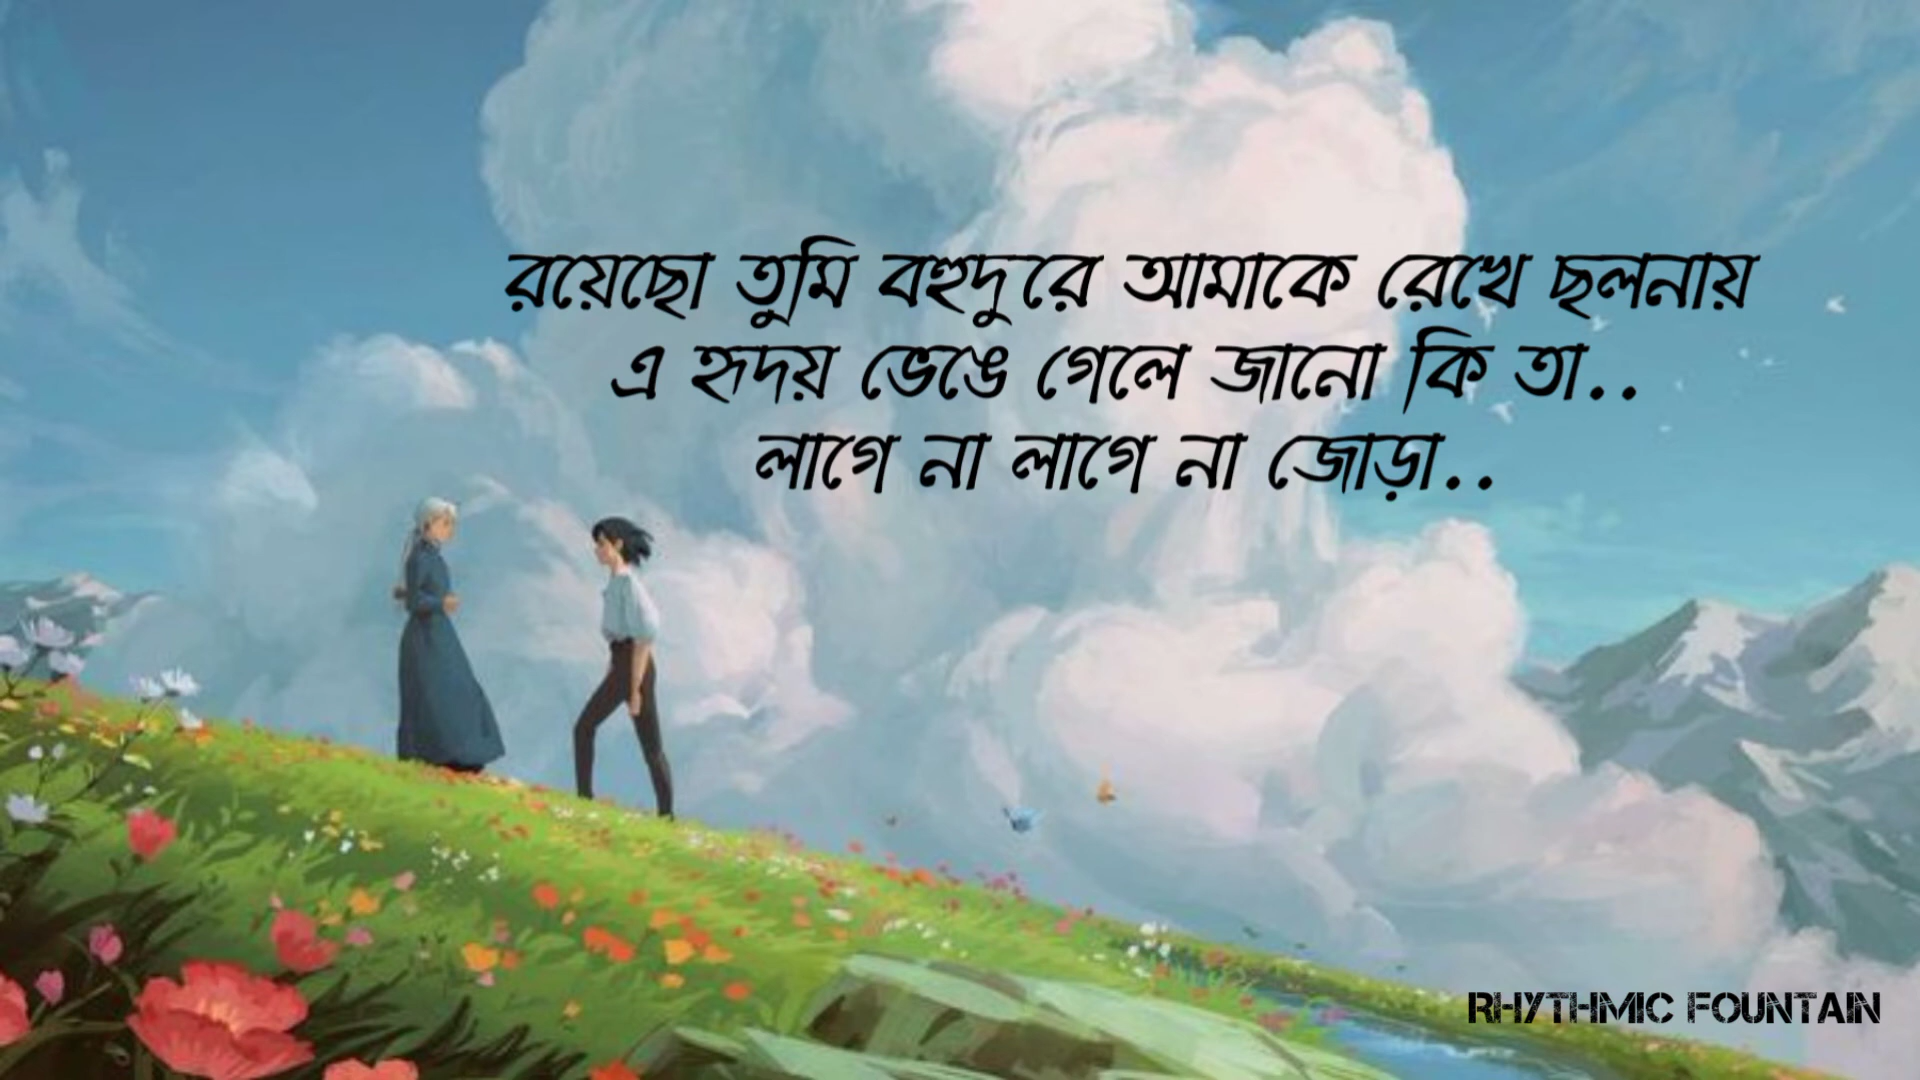 রয়েছো তুমি বহুদুরে আমাকে রেখে ছলনায়
এ হৃদয় ভেঙে গেলে জানো কি তা..
লাগে না লাগে না জোড়া..
RHYTHMIC FOUNTAIN